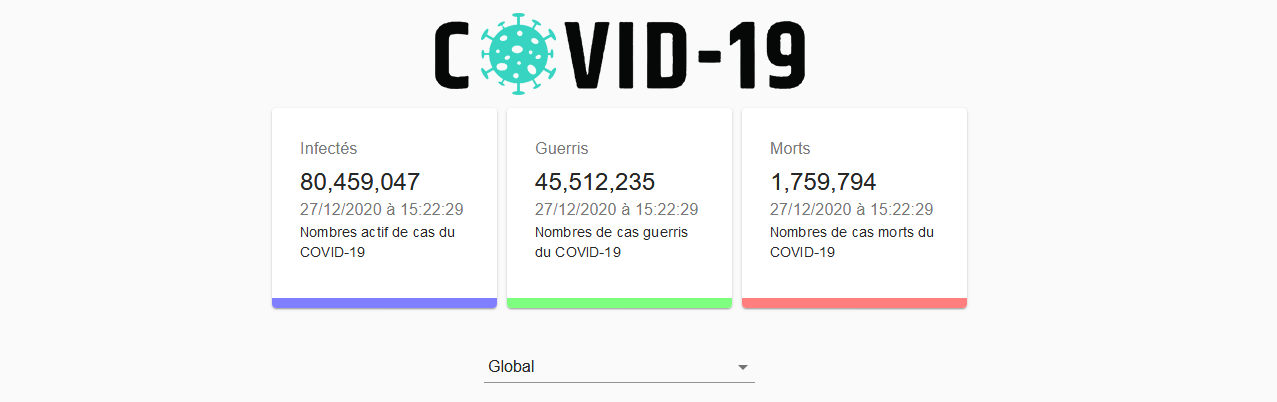 COVID-19
Infectés
80,459,047
27/12/2020 à 15:22:29
Nombres actif de cas du
COVID-19
Guerris
45,512,235
27/12/2020 à 15:22:29
Nombres de cas guerris
du COVID-19
Morts
1,759,794
27/12/2020 à 15:22:29
Nombres de cas morts du
COVID-19
Global